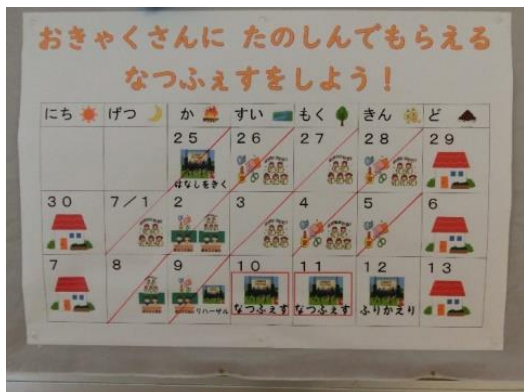 おきゃくさんに たのしんでもらえる
なつふぇすをしよう！
にち げつ か すい もく きん ど
25 26 27 28 29
はなしをきく
30 7/1 2 3 4 5 6
7 8 9 10 11 12 13
リハーサル なつふぇす なつふぇす ふりかえり